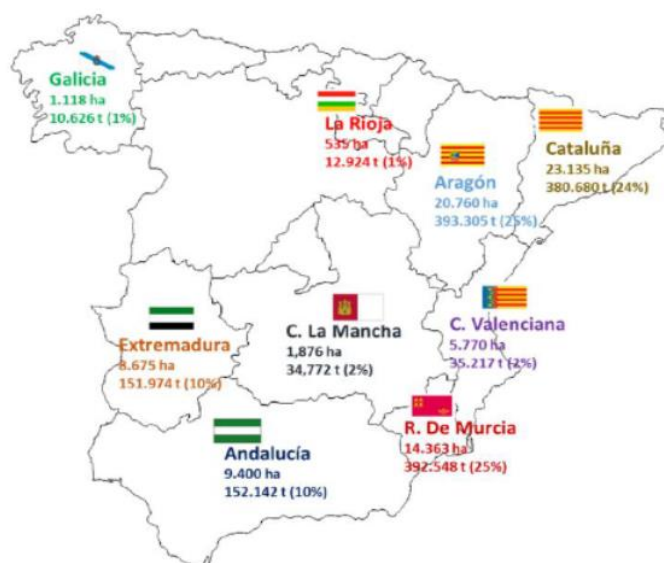 Galicia
1.118 ha
10.626 t (1%)
La Rioja
535 ha
12.924 t (1%)
Cataluña
23.135 ha
380.680 t (24%)
Aragón
20.760 ha
393.305 t (25%)
C. Valenciana
5.770 ha
35.217 t (2%)
C. La Mancha
1,876 ha
34,772 t (2%)
Extremadura
8.675 ha
151.974 t (10%)
R. De Murcia
14.363 ha
392.548 t (25%)
Andalucía
9.400 ha
152.142 t (10%)